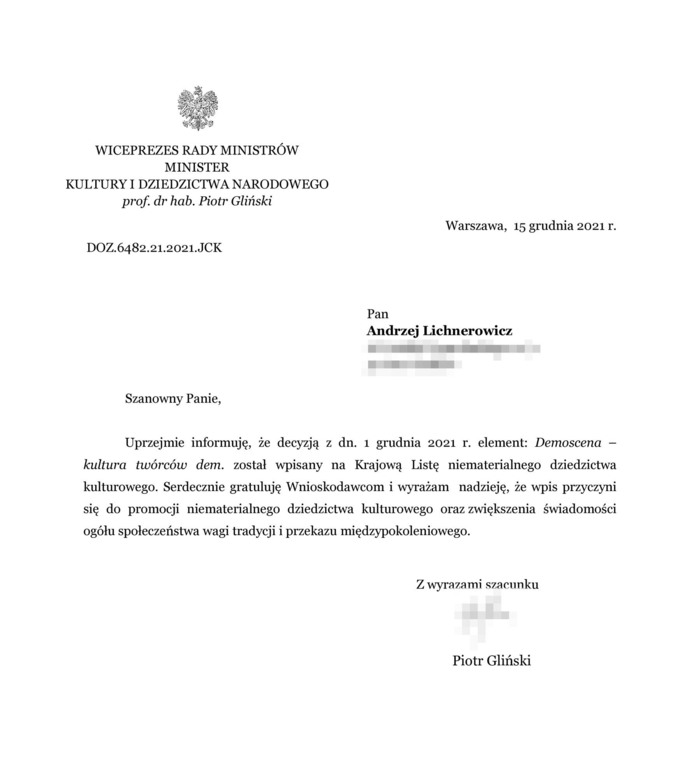 WICEPREZES RADY MINISTRÓW
MINISTER
KULTURY I DZIEDZICTWA NARODOWEGO
prof. dr hab. Piotr Gliński
Warszawa, 15 grudnia 2021 r.
DOZ.6482.21.2021.JCK
Pan
Andrzej Lichnerowicz
Szanowny Panie,
Uprzejmie informuję, że decyzją z dn. 1 grudnia 2021 r. element: Demoscena –
kultura twórców dem. został wpisany na Krajową Listę niematerialnego dziedzictwa
kulturowego. Serdecznie gratuluję Wnioskodawcom i wyrażam nadzieję, że wpis przyczyni
się do promocji niematerialnego dziedzictwa kulturowego oraz zwiększenia świadomości
ogółu społeczeństwa wagi tradycji i przekazu międzypokoleniowego.
Z wyrazami szacunku
Piotr Gliński